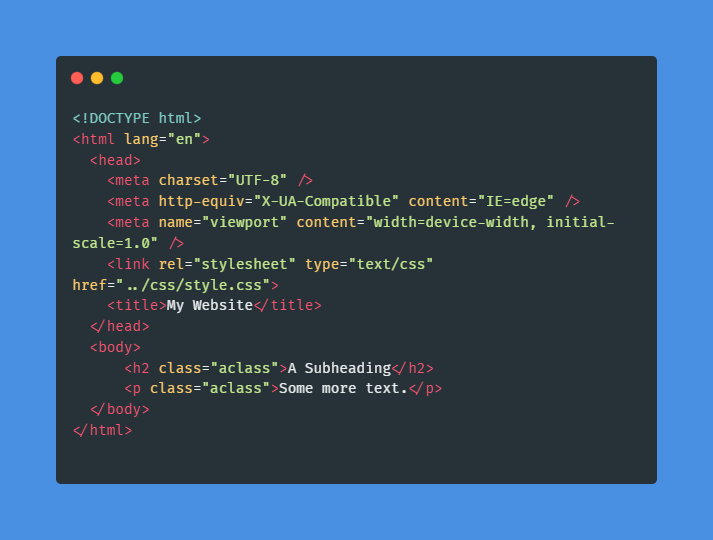 <!DOCTYPE html>
<html lang="en">
  <head>
    <meta charset="UTF-8" />
    <meta http-equiv="X-UA-Compatible" content="IE=edge" />
    <meta name="viewport" content="width=device-width, initial-
scale=1.0" />
    <link rel="stylesheet" type="text/css"
href="../css/style.css">
    <title>My Website</title>
  </head>
  <body>
      <h2 class="aclass">A Subheading</h2>
      <p class="aclass">Some more text.</p>
  </body>
</html>